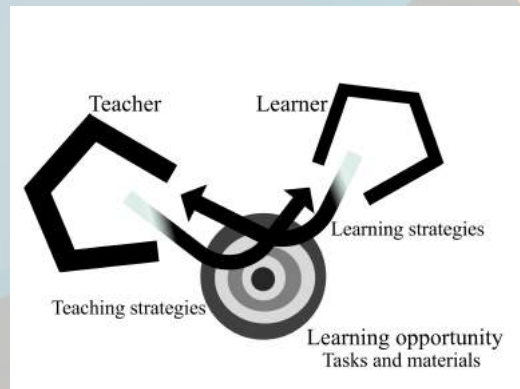 Teacher
Learner
Learning strategies
Teaching strategies
Learning opportunity
Tasks and materials